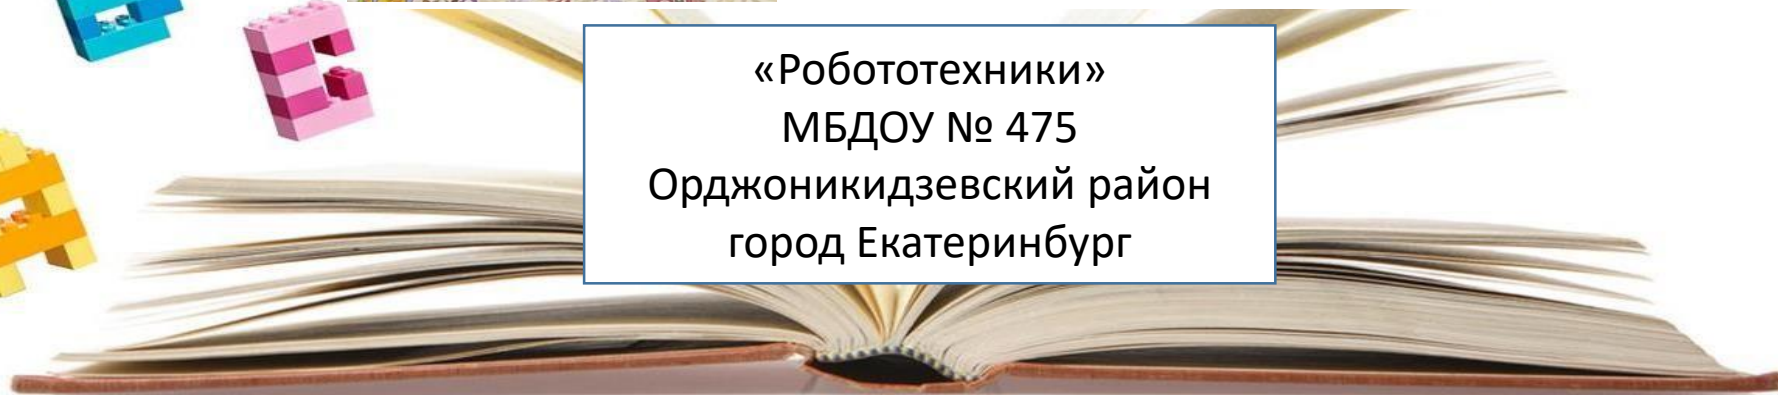 «Робототехники»
МБДОУ № 475
Орджоникидзевский район
город Екатеринбург